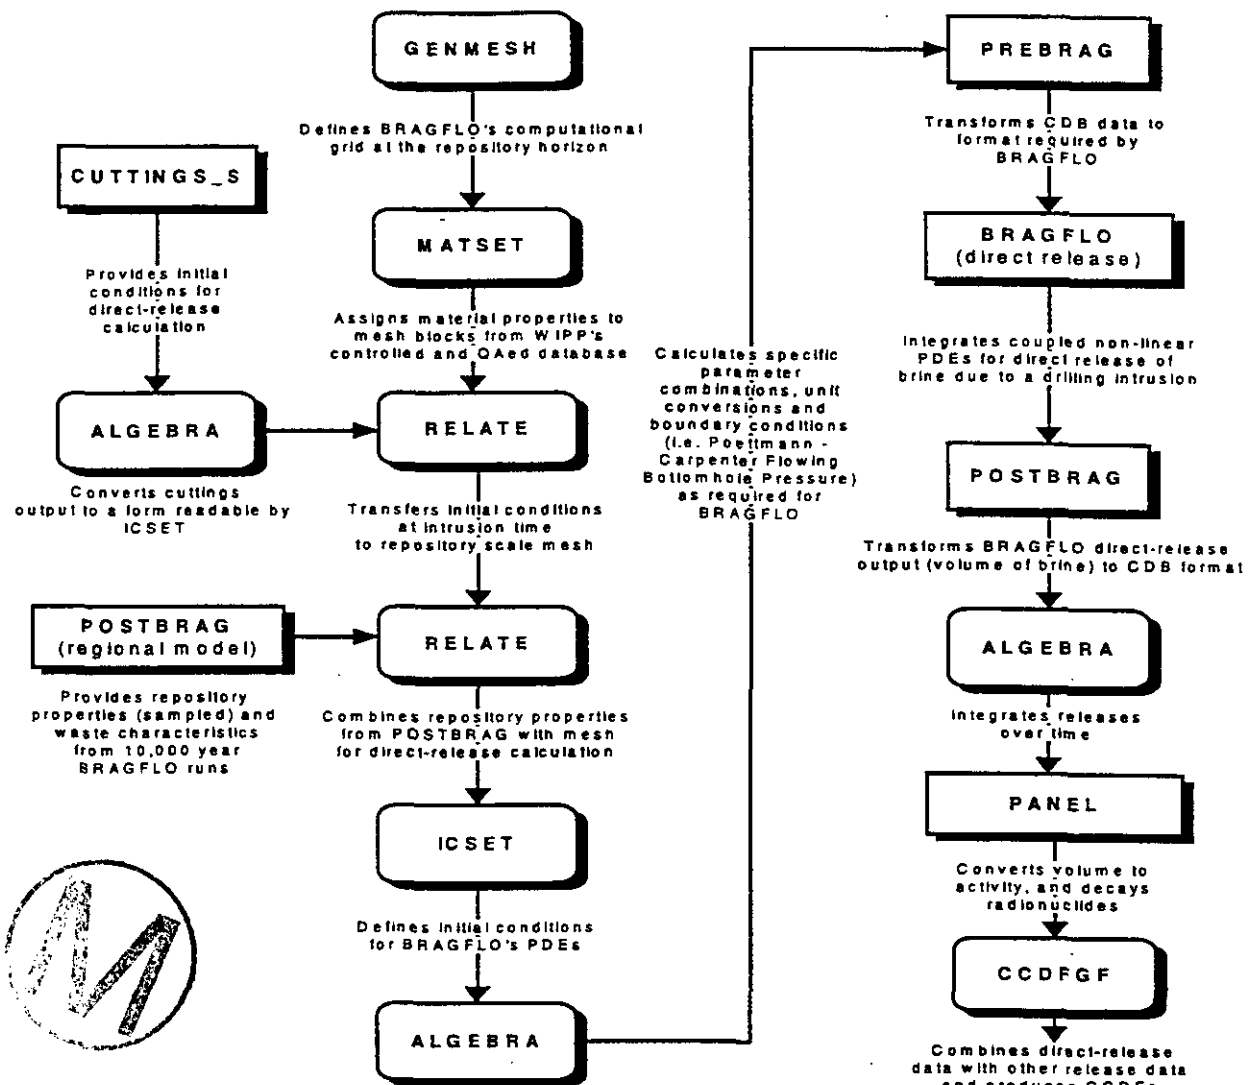 GENMESH
Defines BRAGFLO's computational
grid at the repository horizon
CUTTINGS_S
Provides initial
conditions for
direct-release
calculation
MATSET
Assigns material properties to
mesh blocks from WIPP's
controlled and QAed database
ALGEBRA
Converts cuttings
output to a form readable by
ICSET
RELATE
Transfers initial conditions
at intrusion time
to repository scale mesh
POSTBRAG
(regional model)
Provides repository
properties (sampled) and
waste characteristics
from 10,000 year
BRAGFLO runs
RELATE
Combines repository properties
from POSTBRAG with mesh
for direct-release calculation
ICSET
Defines initial conditions
for BRAGFLO's PDEs
ALGEBRA
Calculates specific
parameter
combinations, unit
conversions and
boundary conditions
(i.e. Poettmann -
Carpenter Flowing
Bottomhole Pressure)
as required for
BRAGFLO
PREBRAG
Transforms CDB data to
format required by
BRAGFLO
BRAGFLO
(direct release)
Integrates coupled non-linear
PDEs for direct release of
brine due to a drilling intrusion
POSTBRAG
Transforms BRAGFLO direct-release
output (volume of brine) to CDB format
ALGEBRA
Integrates releases
over time
PANEL
Converts volume to
activity, and decays
radionuclides
CCDFGF
Combines direct-release
data with other release data
and produces CCDFs
M